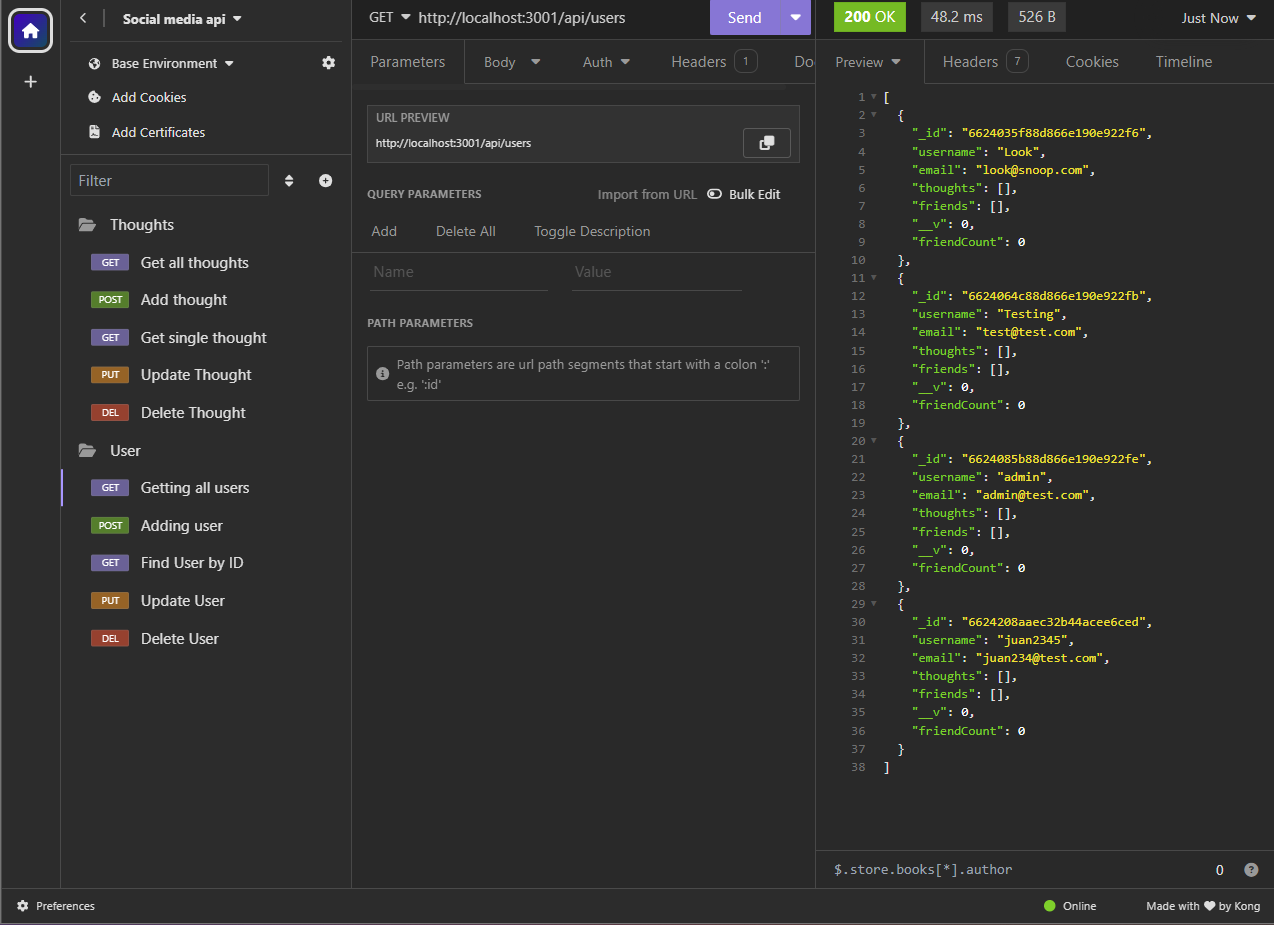 Social media api
Base Environment
Add Cookies
Add Certificates
Filter
Thoughts
GET Get all thoughts
POST Add thought
GET Get single thought
PUT Update Thought
DEL Delete Thought
User
GET Getting all users
POST Adding user
GET Find User by ID
PUT Update User
DEL Delete User
GET http://localhost:3001/api/users Send
Parameters Body Auth Headers 1 Do
URL PREVIEW
http://localhost:3001/api/users
QUERY PARAMETERS Import from URL Bulk Edit
Add Delete All Toggle Description
Name Value
PATH PARAMETERS
Path parameters are url path segments that start with a colon ':'
e.g. ':id'
200 OK 48.2 ms 526 B Just Now
Preview Headers 7 Cookies Timeline
1 [
2 {
3 "_id": "6624035f88d866e190e922f6",
4 "username": "Look",
5 "email": "look@snoop.com",
6 "thoughts": [],
7 "friends": [],
8 "__v": 0,
9 "friendCount": 0
10 },
11 {
12 "_id": "6624064c88d866e190e922fb",
13 "username": "Testing",
14 "email": "test@test.com",
15 "thoughts": [],
16 "friends": [],
17 "__v": 0,
18 "friendCount": 0
19 },
20 {
21 "_id": "6624085b88d866e190e922fe",
22 "username": "admin",
23 "email": "admin@test.com",
24 "thoughts": [],
25 "friends": [],
26 "__v": 0,
27 "friendCount": 0
28 },
29 {
30 "_id": "6624208aaec32b44acee6ced",
31 "username": "juan2345",
32 "email": "juan234@test.com",
33 "thoughts": [],
34 "friends": [],
35 "__v": 0,
36 "friendCount": 0
37 }
38 ]
$.store.books[*].author 0
Preferences Online Made with ♥ by Kong